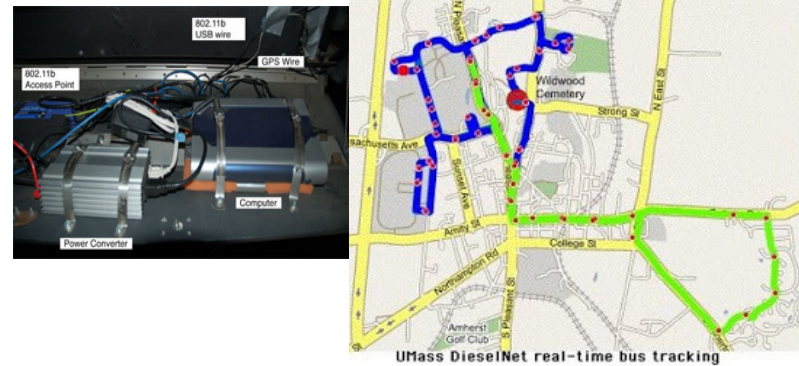 802.11b
USB wire
GPS Wire
802.11b
Access Point
Computer
Power Converter
N Pleasant
Wildwood
Cemetery
Strong St
N East St
sachusetts Ave
Sunset Ave
Amity St
College St
Northampton Rd
S Pleasant St
Amherst
Golf Club
UMass DieselNet real-time bus tracking